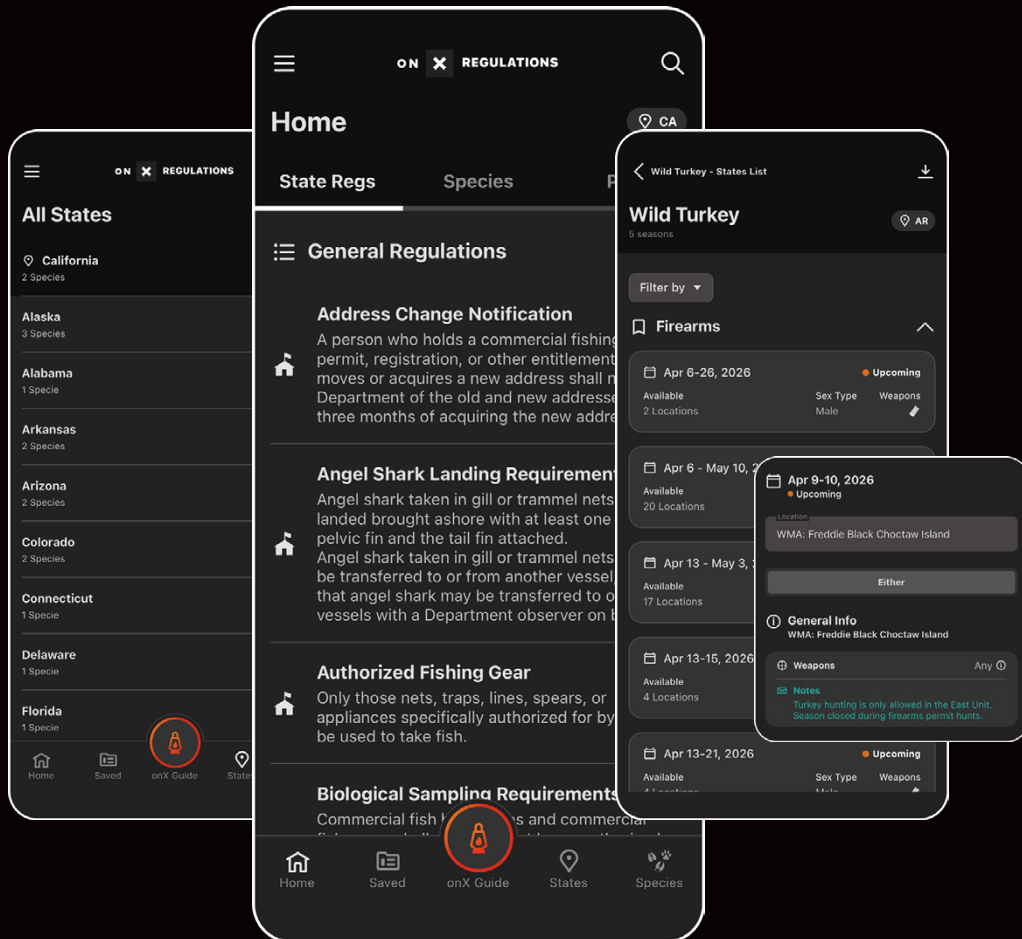 ON X REGULATIONS
All States
California
2 Species
Alaska
3 Species
Alabama
1 Specie
Arkansas
2 Species
Arizona
2 Species
Colorado
2 Species
Connecticut
1 Specie
Delaware
1 Specie
Florida
1 Specie
Home
Saved
onX Guide
State
ON X REGULATIONS
Home
CA
State Regs
Species
P
General Regulations
Address Change Notification
A person who holds a commercial fishing
permit, registration, or other entitlement
moves or acquires a new address shall n
Department of the old and new addresse
three months of acquiring the new addre
Angel Shark Landing Requirement
Angel shark taken in gill or trammel nets
landed brought ashore with at least one
pelvic fin and the tail fin attached.
Angel shark taken in gill or trammel nets
be transferred to or from another vessel,
that angel shark may be transferred to o
vessels with a Department observer on b
Authorized Fishing Gear
Only those nets, traps, lines, spears, or
appliances specifically authorized for by
be used to take fish.
Biological Sampling Requirements
Commercial fish es and commercial
Home
Saved
onX Guide
States
Species
Wild Turkey - States List
Wild Turkey
5 seasons
AR
Filter by
Firearms
Apr 6-26, 2026
Upcoming
Available
2 Locations
Sex Type
Male
Weapons
Apr 6 - May 10, 2
Available
20 Locations
Apr 13 - May 3,
Available
17 Locations
Apr 13-15, 2026
Available
4 Locations
Apr 13-21, 2026
Upcoming
Available
Sex Type
Weapons
Apr 9-10, 2026
Upcoming
Location
WMA: Freddie Black Choctaw Island
Either
General Info
WMA: Freddie Black Choctaw Island
Weapons
Any
Notes
Turkey hunting is only allowed in the East Unit.
Season closed during firearms permit hunts.